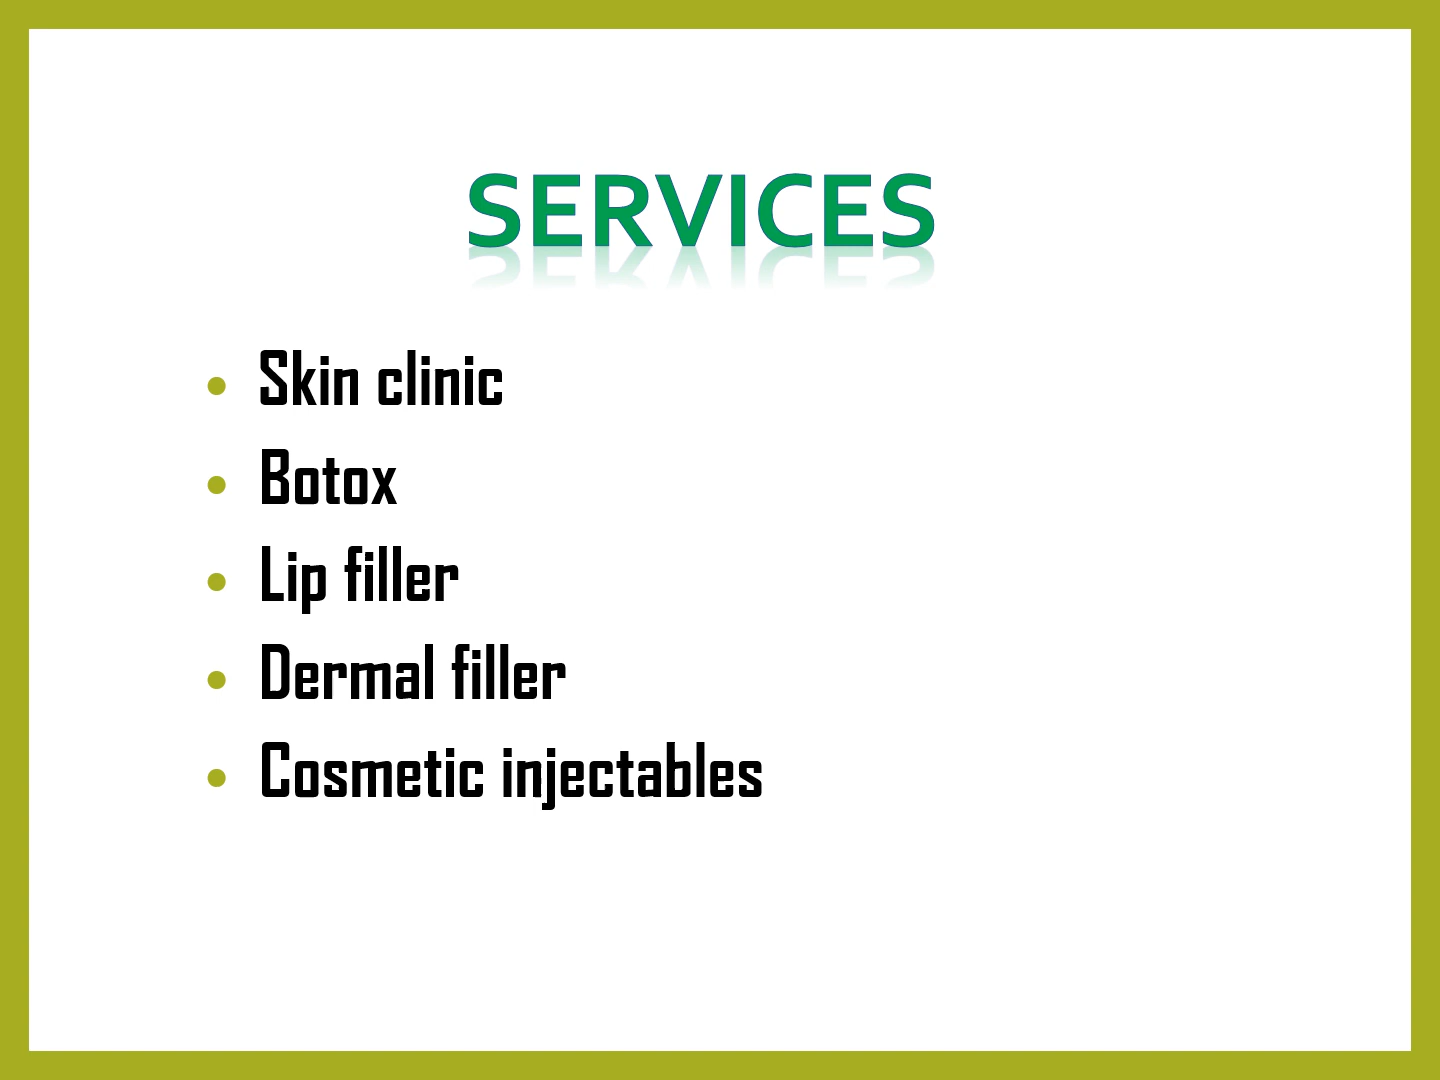 SERVICES
• Skin clinic
• Botox
• Lip filler
• Dermal filler
• Cosmetic injectables